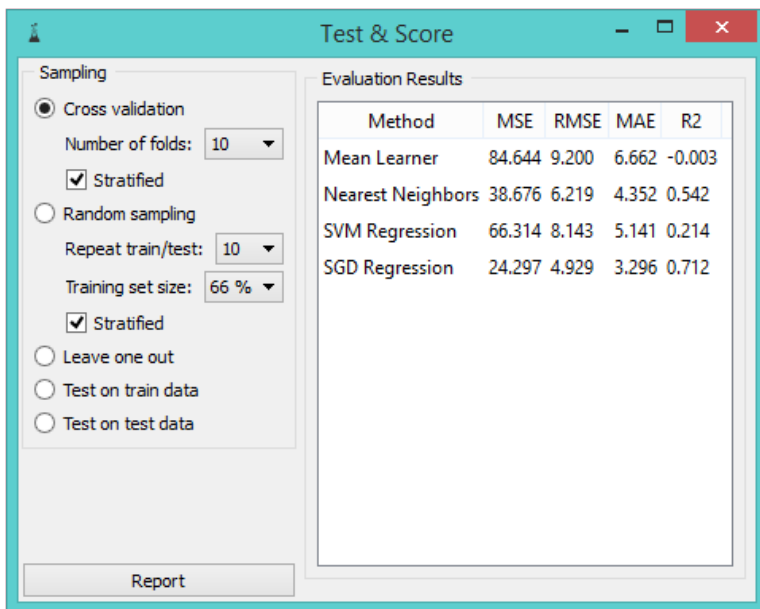 Test & Score
Sampling
Cross validation
Number of folds: 10
Stratified
Random sampling
Repeat train/test: 10
Training set size: 66 %
Stratified
Leave one out
Test on train data
Test on test data
Report
Evaluation Results
Method MSE RMSE MAE R2
Mean Learner 84.644 9.200 6.662 -0.003
Nearest Neighbors 38.676 6.219 4.352 0.542
SVM Regression 66.314 8.143 5.141 0.214
SGD Regression 24.297 4.929 3.296 0.712